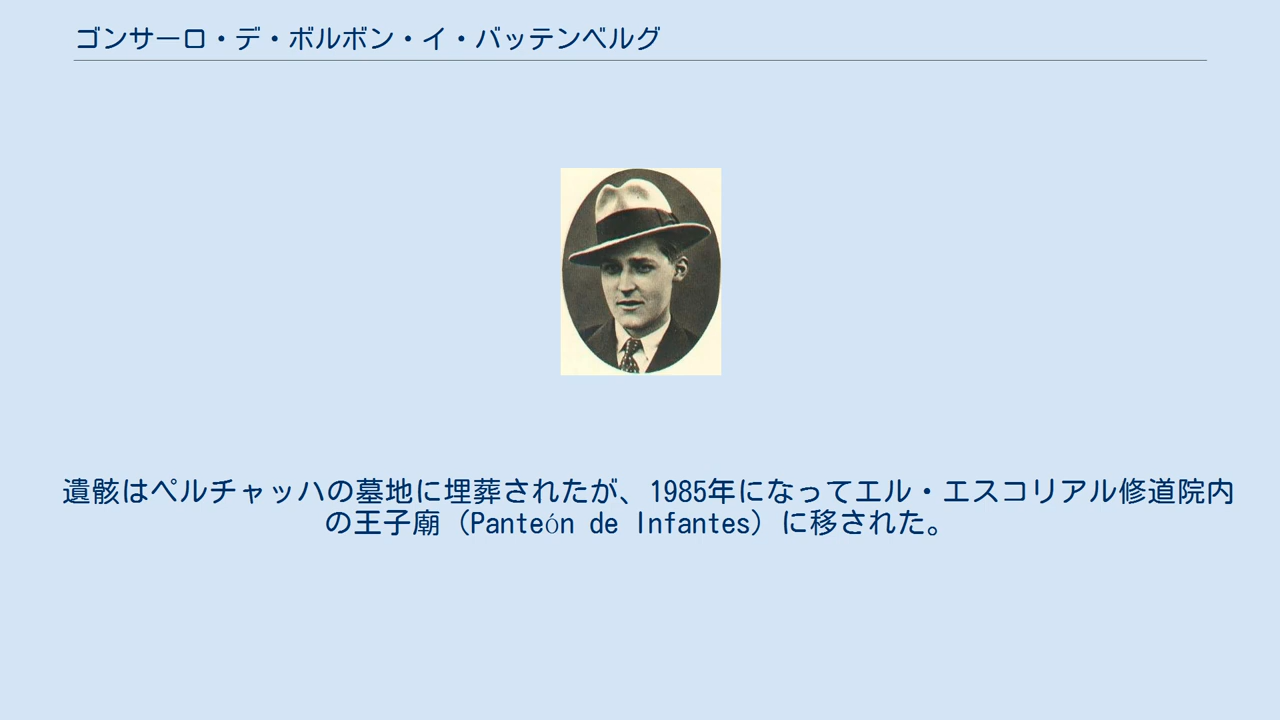 ゴンサーロ・デ・ボルボン・イ・バッテンベルグ
遺骸はペルチャッハの墓地に埋葬されたが、1985年になってエル・エスコリアル修道院内
の王子廟（Panteón de Infantes）に移された。